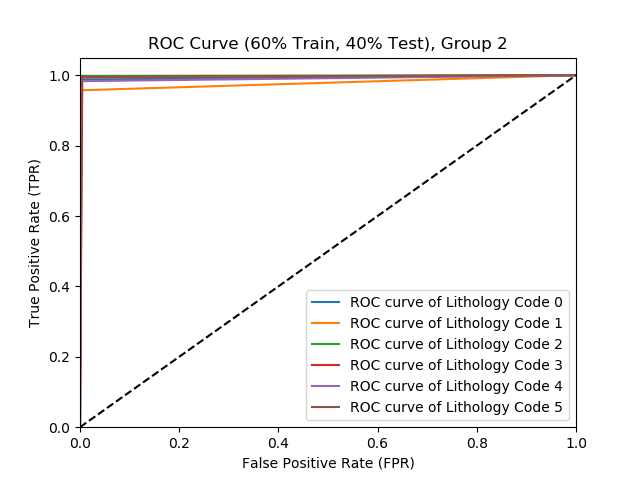 ROC Curve (60% Train, 40% Test), Group 2
1.0
0.8
0.6
0.4
0.2
0.0
True Positive Rate (TPR)
ROC curve of Lithology Code 0
ROC curve of Lithology Code 1
ROC curve of Lithology Code 2
ROC curve of Lithology Code 3
ROC curve of Lithology Code 4
ROC curve of Lithology Code 5
0.0 0.2 0.4 0.6 0.8 1.0
False Positive Rate (FPR)